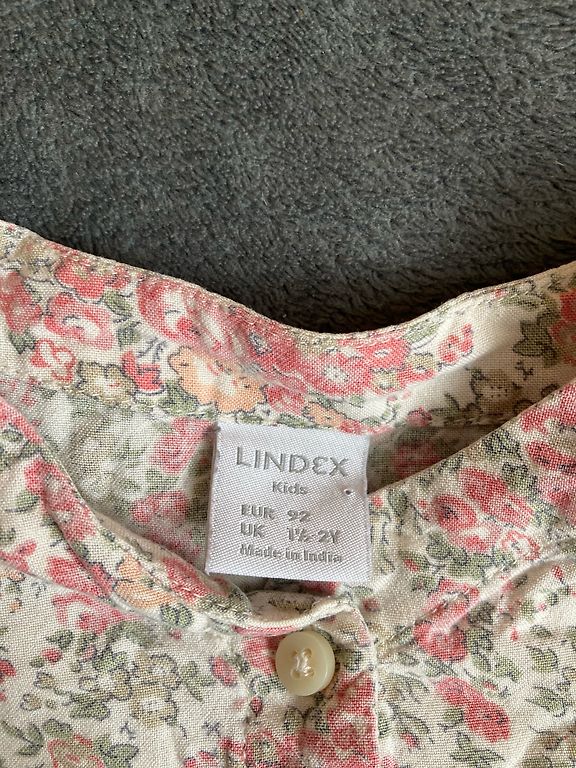 LINDEX
Kids
EUR 92
UK 1½-2Y
Made in India